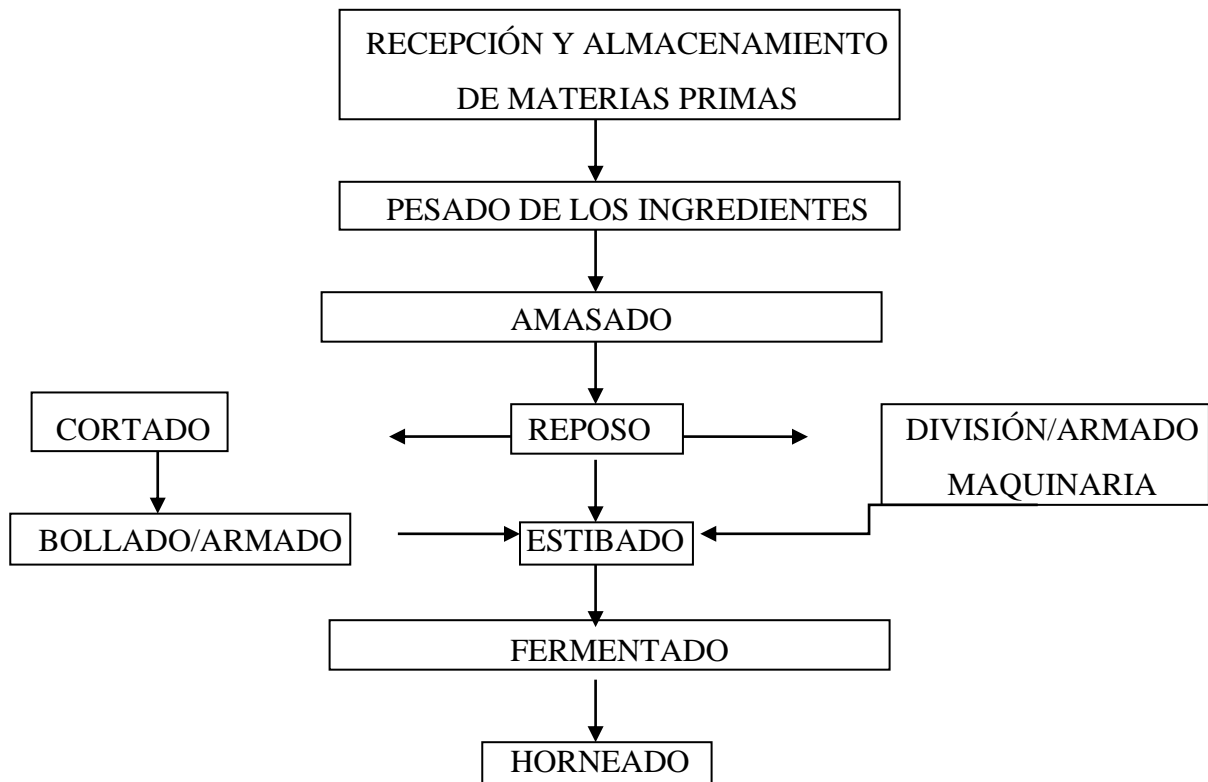 RECEPCIÓN Y ALMACENAMIENTO
DE MATERIAS PRIMAS
PESADO DE LOS INGREDIENTES
AMASADO
CORTADO
REPOSO
DIVISIÓN/ARMADO
MAQUINARIA
BOLLADO/ARMADO
ESTIBADO
FERMENTADO
HORNEADO